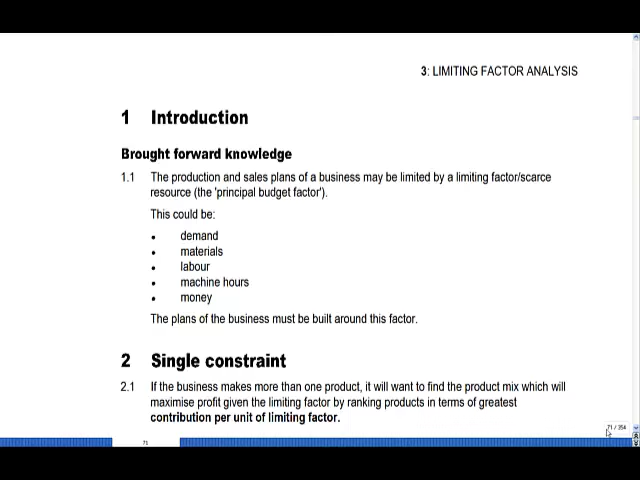 3: LIMITING FACTOR ANALYSIS
1 Introduction
Brought forward knowledge
1.1 The production and sales plans of a business may be limited by a limiting factor/scarce
resource (the 'principal budget factor').
This could be:
• demand
• materials
• labour
• machine hours
• money
The plans of the business must be built around this factor.
2 Single constraint
2.1 If the business makes more than one product, it will want to find the product mix which will
maximise profit given the limiting factor by ranking products in terms of greatest
contribution per unit of limiting factor.
71 / 354
71